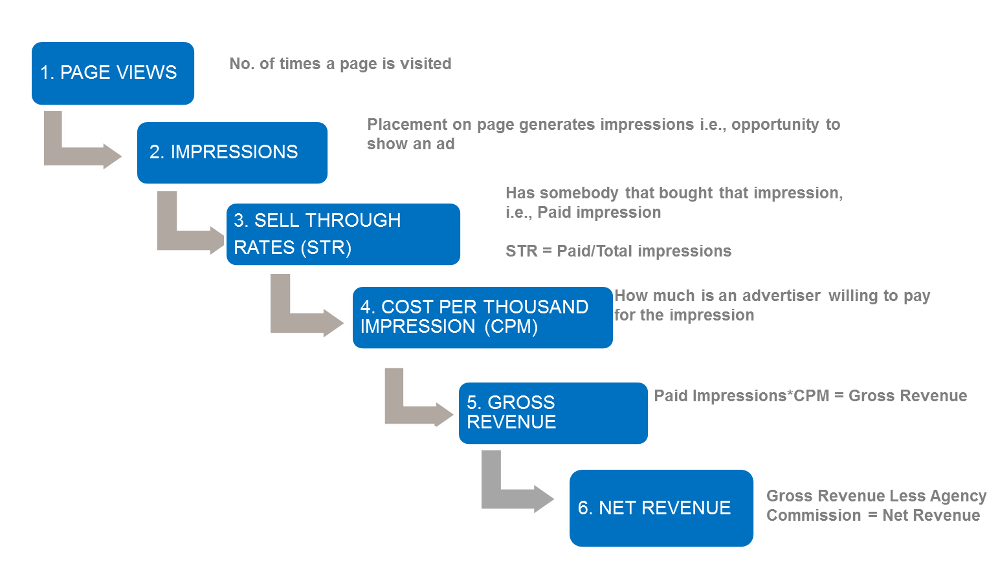 1. PAGE VIEWS
No. of times a page is visited
2. IMPRESSIONS
Placement on page generates impressions i.e., opportunity to
show an ad
3. SELL THROUGH
RATES (STR)
Has somebody that bought that impression,
i.e., Paid impression
STR = Paid/Total impressions
4. COST PER THOUSAND
IMPRESSION (CPM)
How much is an advertiser willing to pay
for the impression
5. GROSS
REVENUE
Paid Impressions*CPM = Gross Revenue
6. NET REVENUE
Gross Revenue Less Agency
Commission = Net Revenue